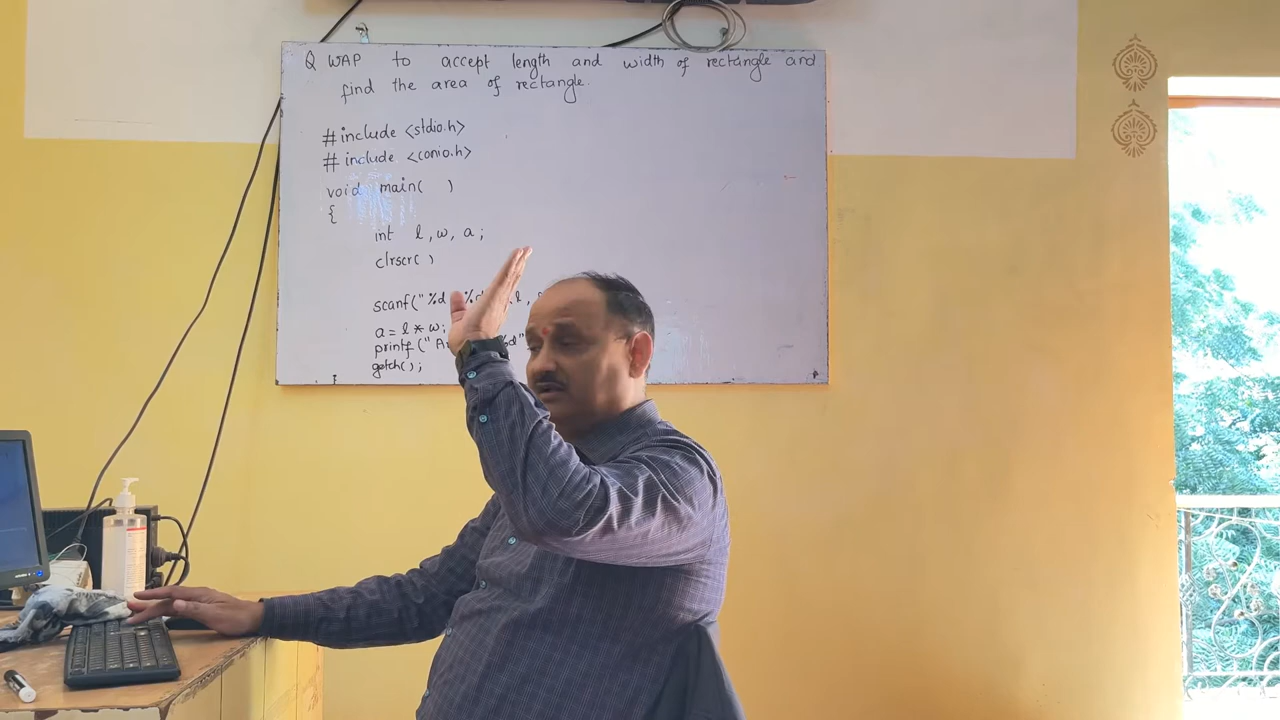 Q WAP to accept length and width of rectangle and
find the area of rectangle.
#include <stdio.h>
#include <conio.h>
void main( )
{
int l, w, a;
clrscr( )
scanf("%d %d l,
a = l * w;
printf("A %d"
getch();